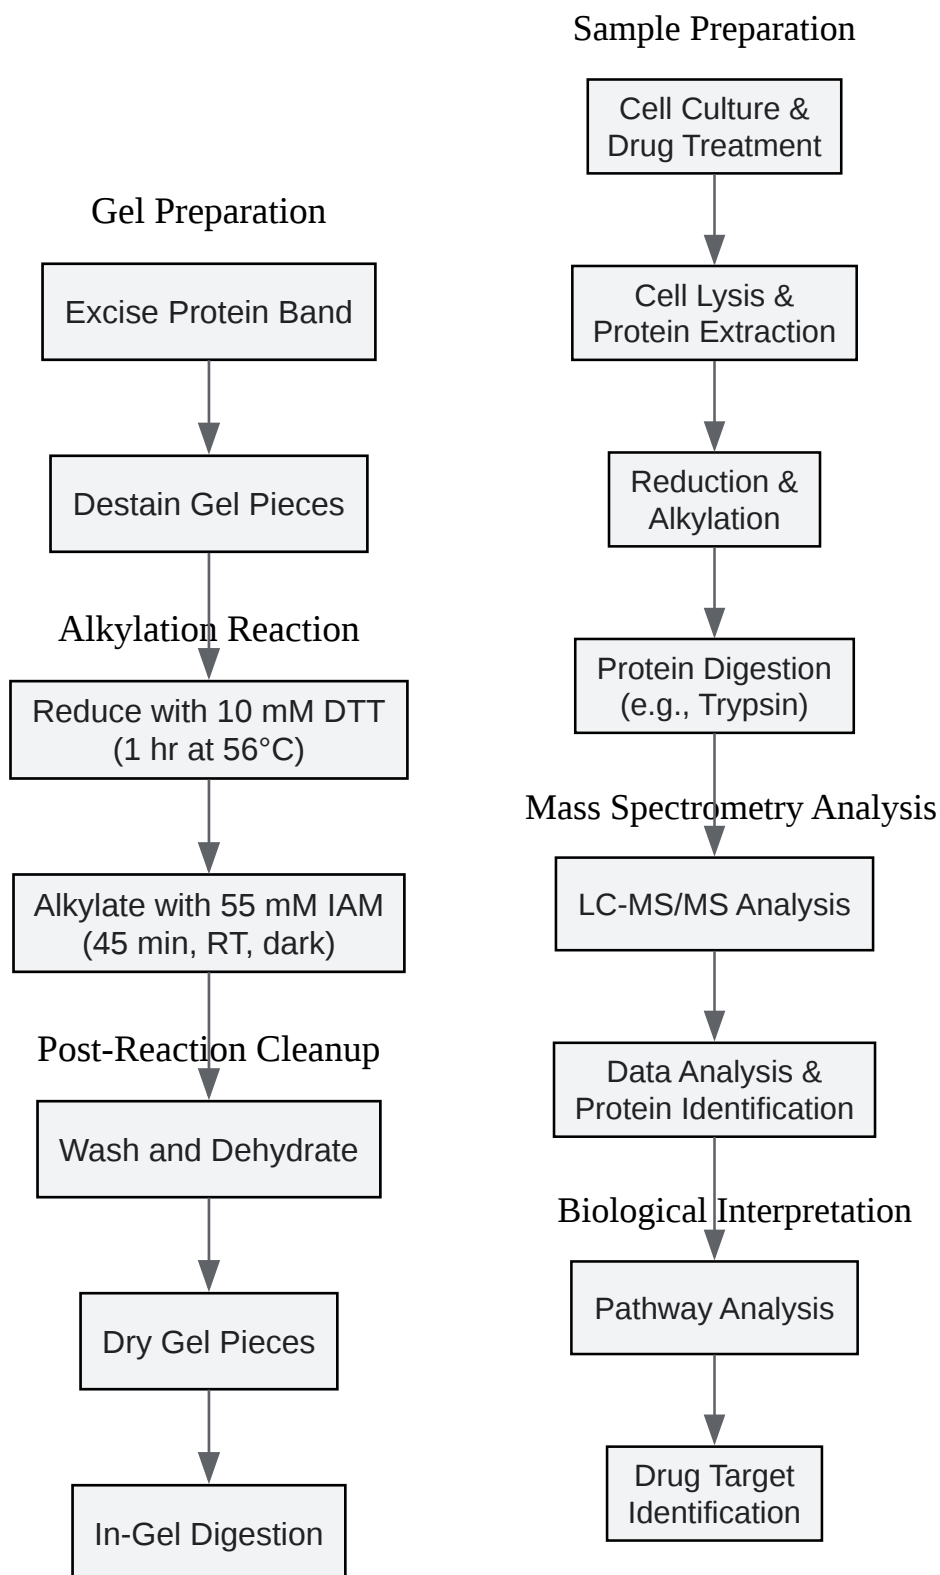 Gel Preparation
Excise Protein Band
Destain Gel Pieces
Alkylation Reaction
Reduce with 10 mM DTT
(1 hr at 56°C)
Alkylate with 55 mM IAM
(45 min, RT, dark)
Post-Reaction Cleanup
Wash and Dehydrate
Dry Gel Pieces
In-Gel Digestion
Sample Preparation
Cell Culture &
Drug Treatment
Cell Lysis &
Protein Extraction
Reduction &
Alkylation
Protein Digestion
(e.g., Trypsin)
Mass Spectrometry Analysis
LC-MS/MS Analysis
Data Analysis &
Protein Identification
Biological Interpretation
Pathway Analysis
Drug Target
Identification